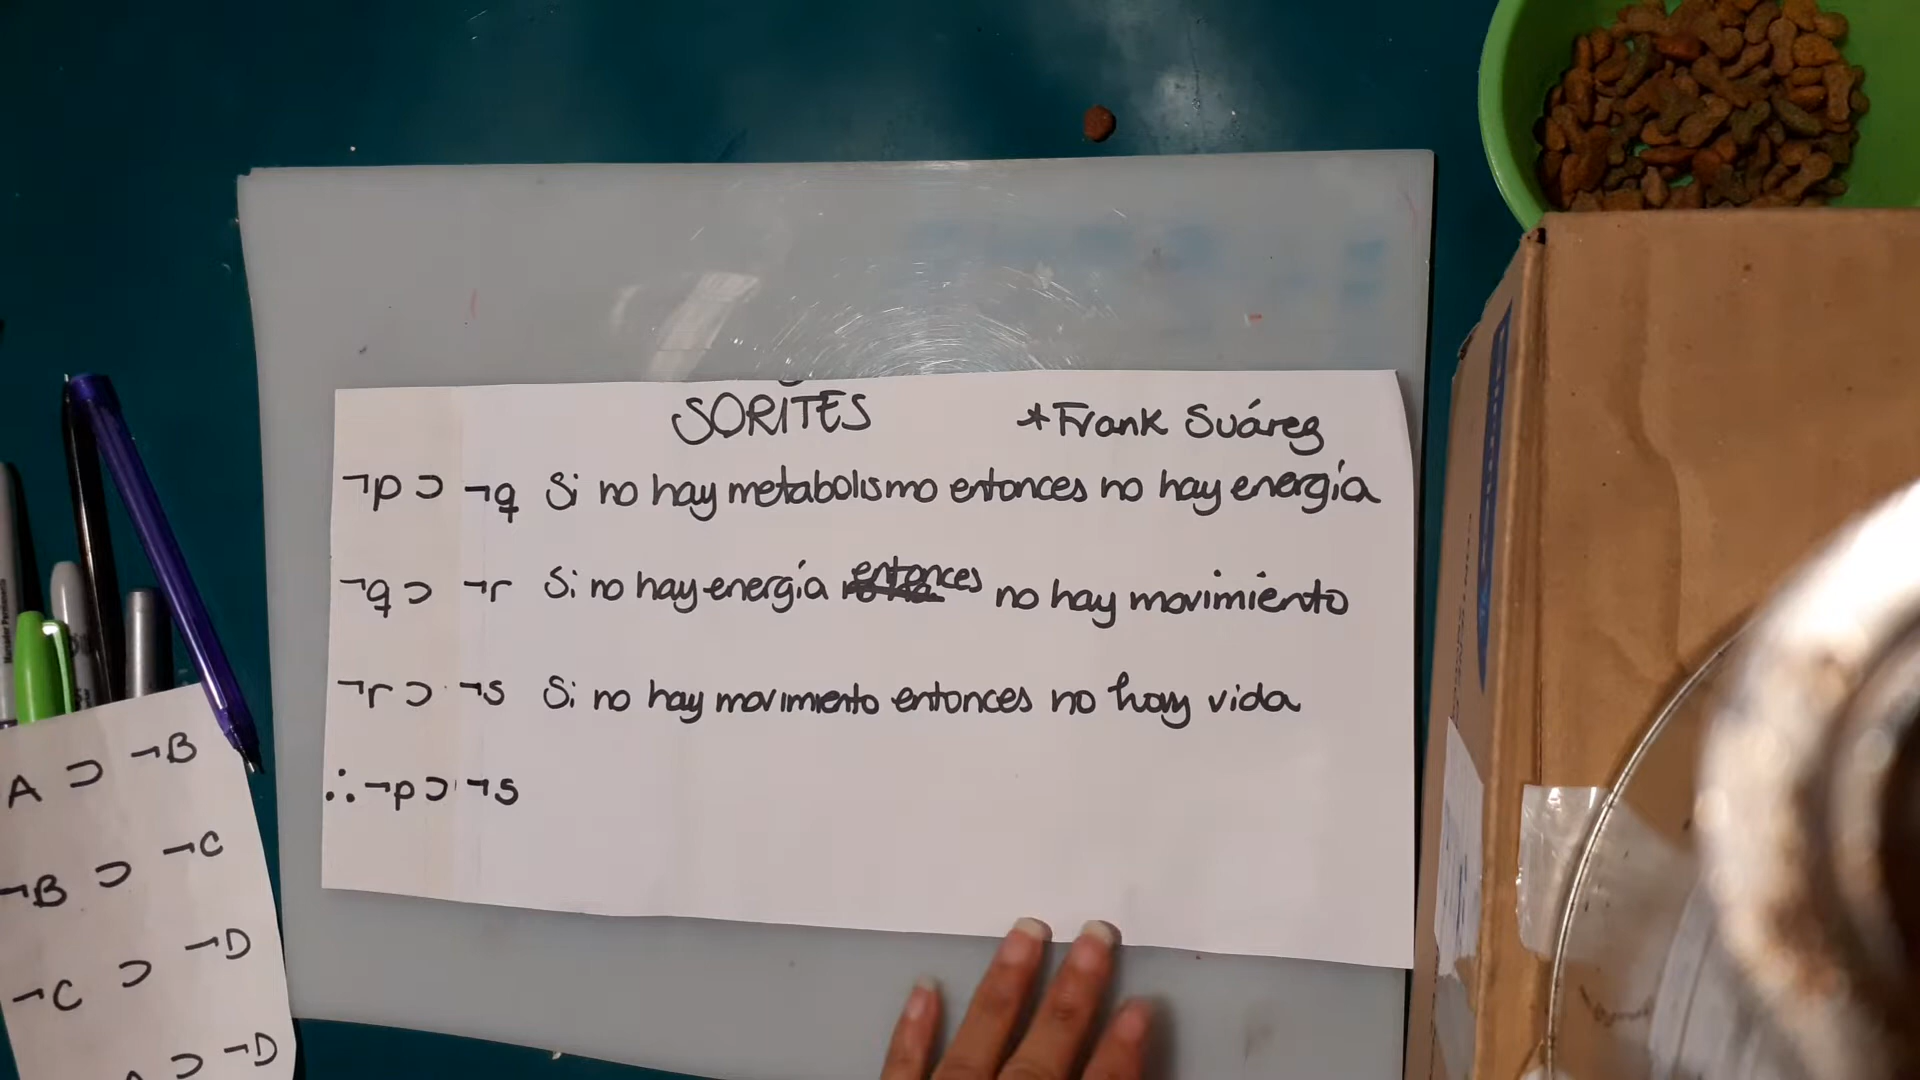 SORITES *Frank Suárez
¬p ⊃ ¬q Si no hay metabolismo entonces no hay energía
¬q ⊃ ¬r Si no hay energía entonces no hay movimiento
¬r ⊃ ¬s Si no hay movimiento entonces no hay vida
∴ ¬p ⊃ ¬s
A ⊃ ¬B
¬B ⊃ ¬C
¬C ⊃ ¬D
⊃ ¬D